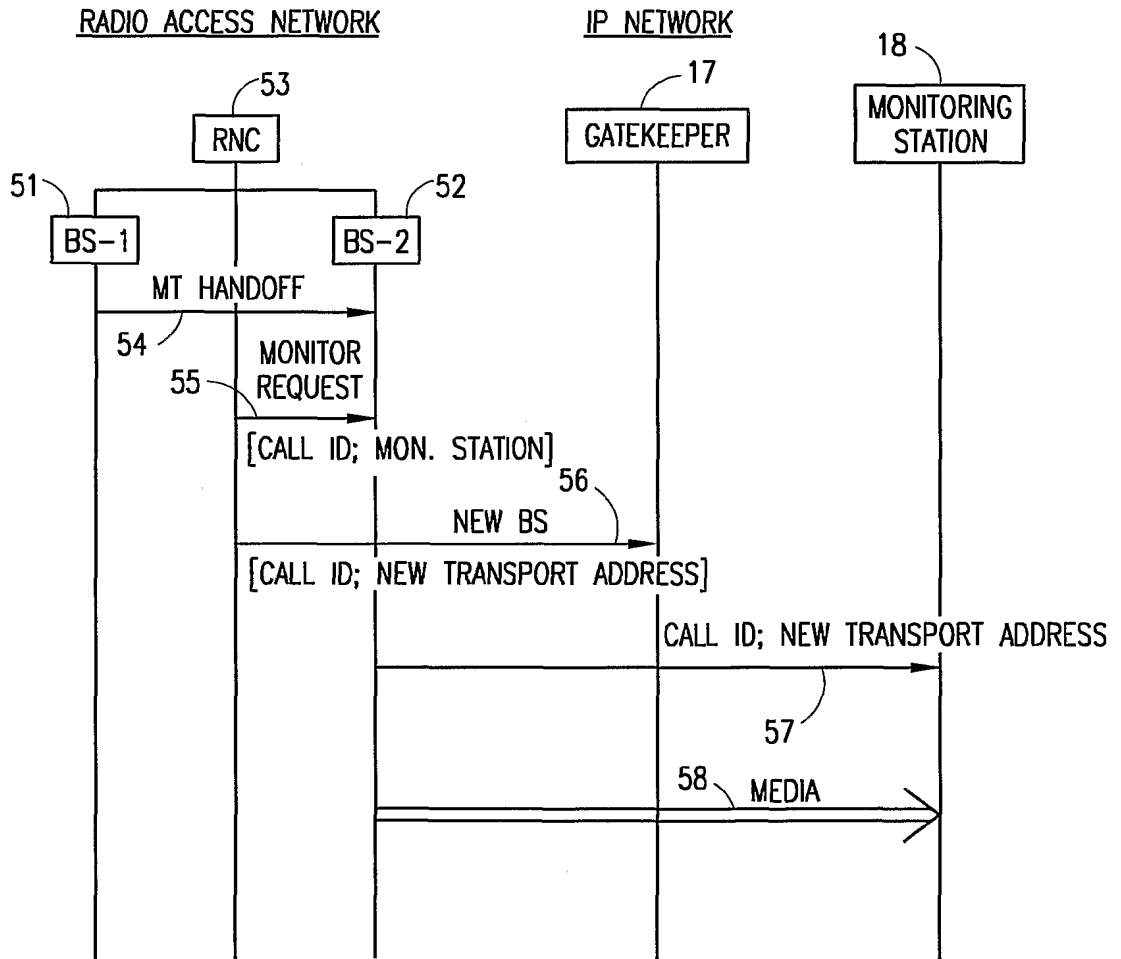 RADIO ACCESS NETWORK
IP NETWORK
18
17
53
MONITORING
STATION
GATEKEEPER
RNC
51
52
BS-1
BS-2
MT HANDOFF
54
MONITOR
REQUEST
55
[CALL ID; MON. STATION]
56
NEW BS
[CALL ID; NEW TRANSPORT ADDRESS]
CALL ID; NEW TRANSPORT ADDRESS
57
58
MEDIA